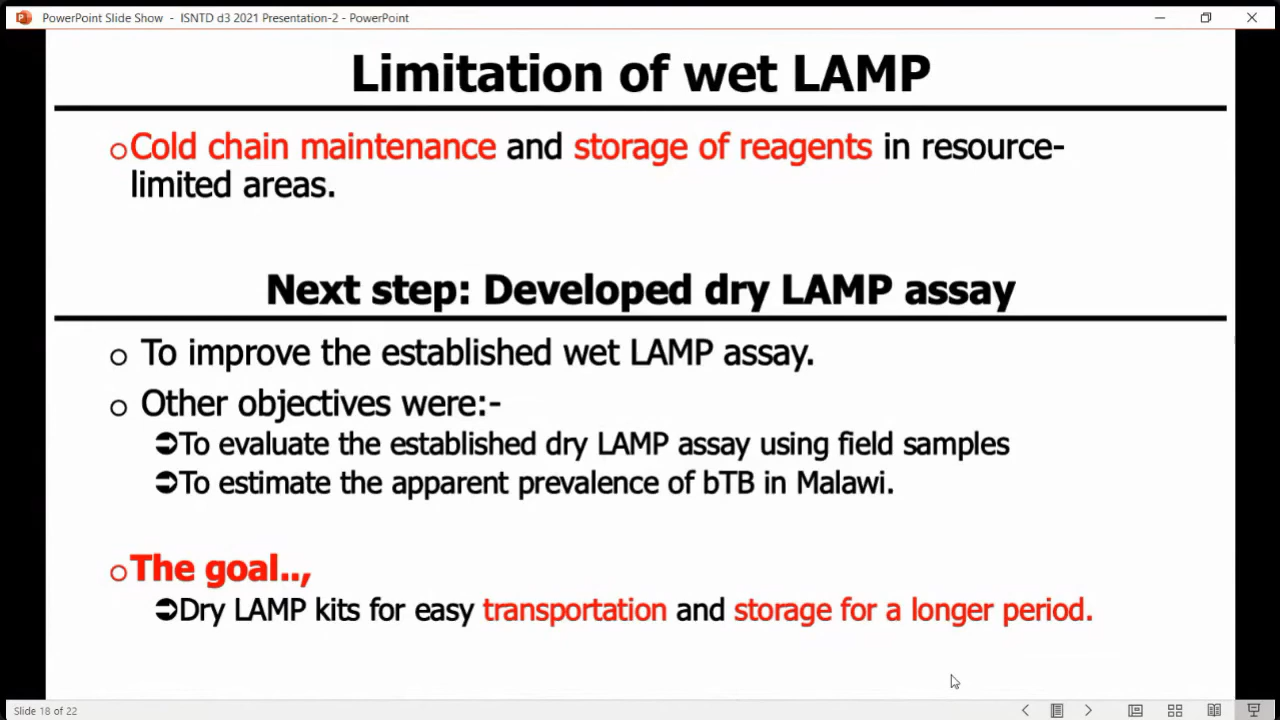 PowerPoint Slide Show - ISNTD d3 2021 Presentation-2 - PowerPoint
Limitation of wet LAMP
Cold chain maintenance and storage of reagents in resource-
limited areas.
Next step: Developed dry LAMP assay
To improve the established wet LAMP assay.
Other objectives were:-
To evaluate the established dry LAMP assay using field samples
To estimate the apparent prevalence of bTB in Malawi.
The goal..,
Dry LAMP kits for easy transportation and storage for a longer period.
Slide 18 of 22